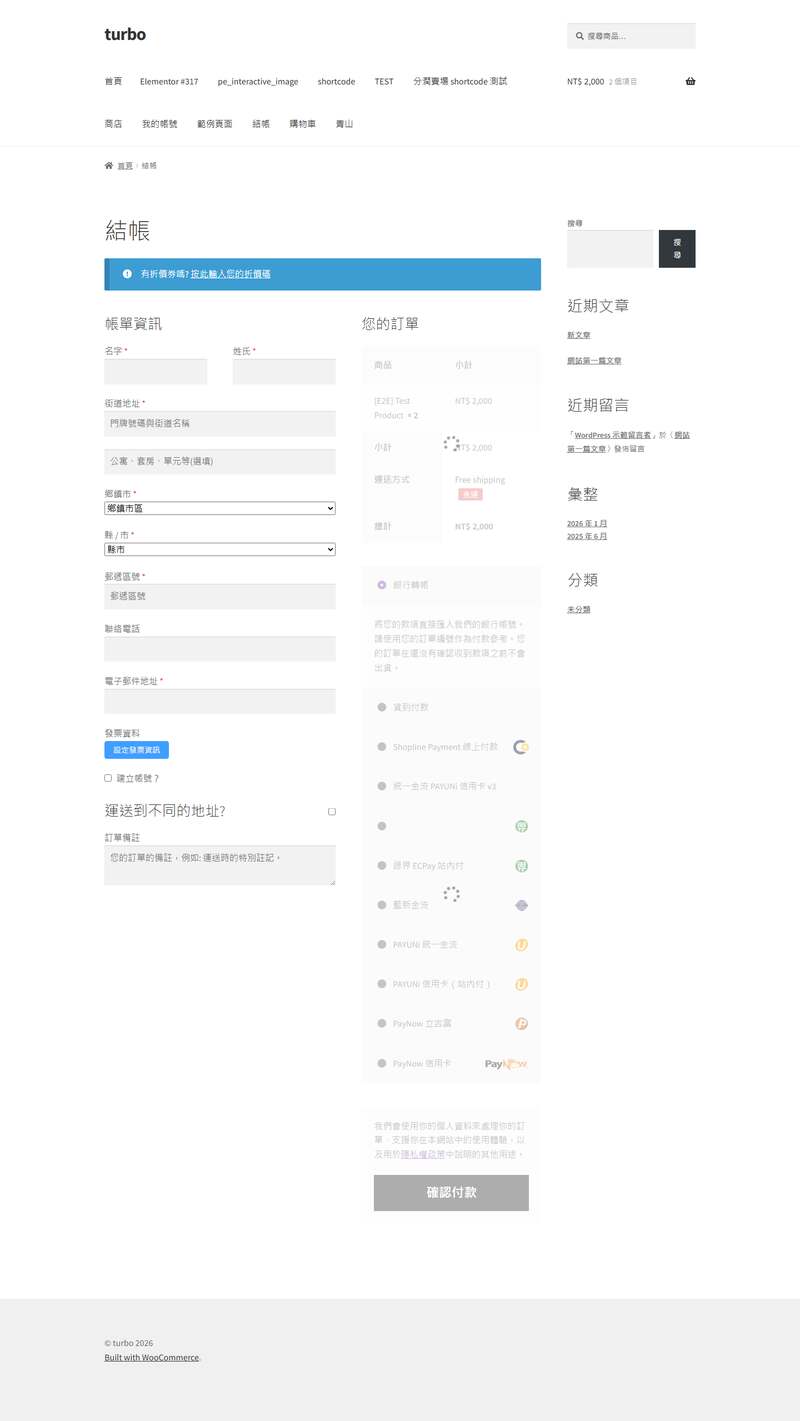 turbo
搜尋商品...
首頁
Elementor #317
pe_interactive_image
shortcode
TEST
分潤賣場 shortcode 測試
NT$ 2,000 2 個項目
商店
我的帳號
範例頁面
結帳
購物車
青山
首頁 › 結帳
結帳
有折價券嗎? 按此輸入您的折價碼
帳單資訊
名字 *
姓氏 *
街道地址 *
門牌號碼與街道名稱
公寓、套房、單元等(選填)
鄉鎮市 *
鄉鎮市區
縣 / 市 *
縣市
郵遞區號 *
郵遞區號
聯絡電話
電子郵件地址 *
發票資料
設定發票資訊
建立帳號？
運送到不同的地址?
訂單備註
您的訂單的備註，例如: 運送時的特別註記。
您的訂單
商品
小計
[E2E] Test
Product × 2
NT$ 2,000
小計
NT$ 2,000
運送方式
Free shipping
免運
總計
NT$ 2,000
銀行轉帳
將您的款項直接匯入我們的銀行帳號。
請使用您的訂單編號作為付款參考。您
的訂單在還沒有確認收到款項之前不會
出貨。
貨到付款
Shopline Payment 線上付款
統一金流 PAYUNi 信用卡 v3
綠界 ECPay 站內付
藍新金流
PAYUNi 統一金流
PAYUNi 信用卡 ( 站內付 )
PayNow 立吉富
PayNow 信用卡
PayNow
我們會使用你的個人資料來處理你的訂
單、支援你在本網站中的使用體驗，以
及用於隱私權政策中說明的其他用途。
確認付款
搜尋
搜
尋
近期文章
新文章
網站第一篇文章
近期留言
「WordPress 示範留言者」於〈網站
第一篇文章〉發佈留言
彙整
2026 年 1 月
2025 年 6 月
分類
未分類
© turbo 2026
Built with WooCommerce.